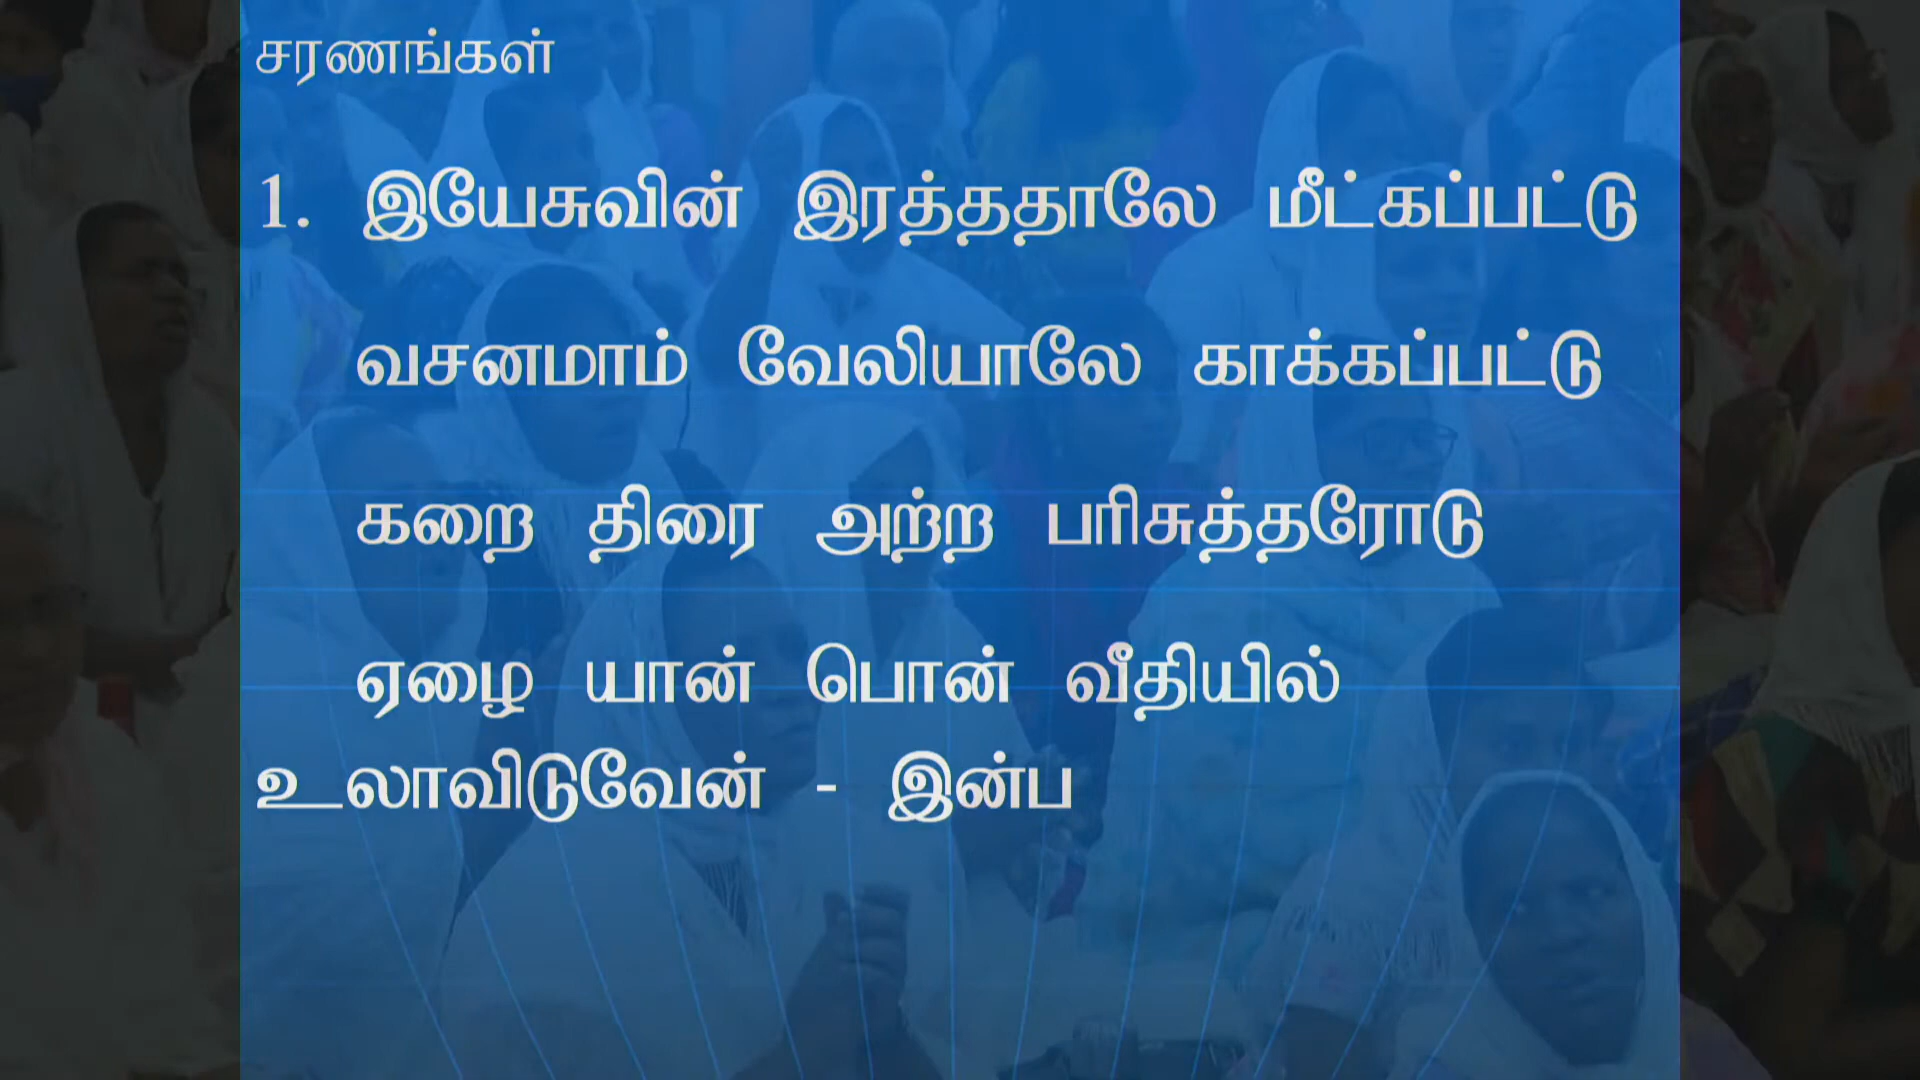 சரணங்கள்
1. இயேசுவின் இரத்ததாலே மீட்கப்பட்டு
வசனமாம் வேலியாலே காக்கப்பட்டு
கறை திரை அற்ற பரிசுத்தரோடு
ஏழை யான் பொன் வீதியில்
உலாவிடுவேன் - இன்ப